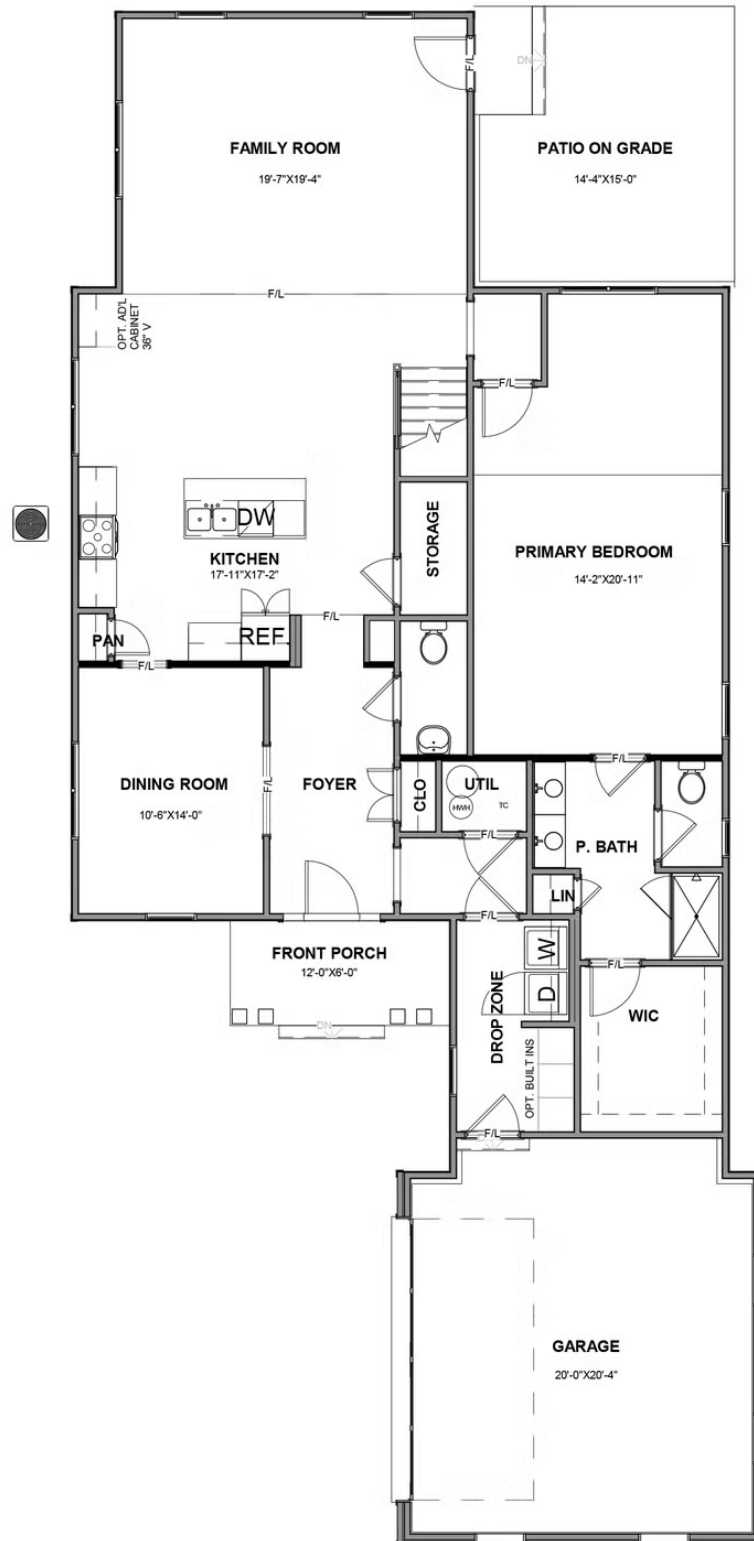 FAMILY ROOM
19'-7"X19'-4"
F/L
DN
PATIO ON GRADE
14'-4"X15'-0"
F/L
OPT. AD'L
CABINET
36" V
F/L
DW
KITCHEN
17'-11"X17'-2"
STORAGE
PRIMARY BEDROOM
14'-2"X20'-11"
F/L
PAN
REF
F/L
F/L
DINING ROOM
10'-6"X14'-0"
F/L
FOYER
CLO
UTIL
HWH
TC
F/L
F/L
P. BATH
LIN
F/L
FRONT PORCH
12'-0"X6'-0"
DN
W
D
DROP ZONE
F/L
WIC
OPT. BUILT INS
F/L
GARAGE
20'-0"X20'-4"